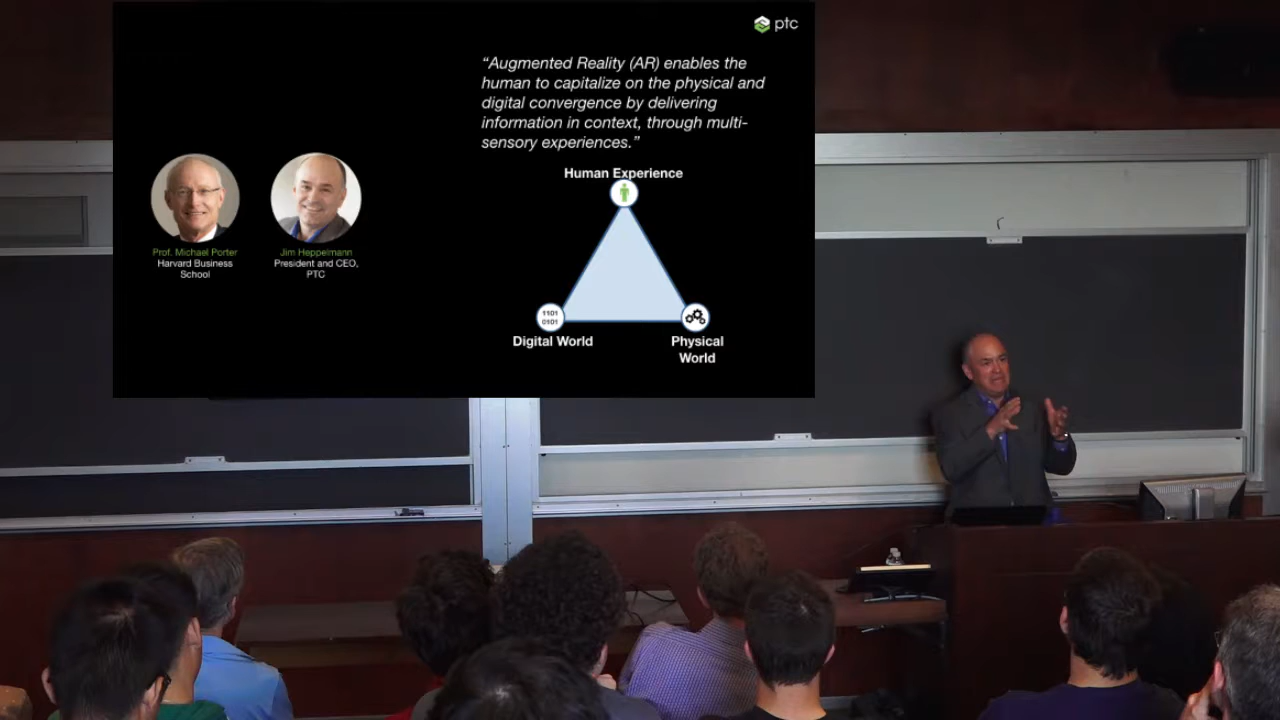 ptc
“Augmented Reality (AR) enables the
human to capitalize on the physical and
digital convergence by delivering
information in context, through multi-
sensory experiences.”
Human Experience
Prof. Michael Porter
Harvard Business
School
Jim Heppelmann
President and CEO,
PTC
1101
0101
Digital World
Physical
World